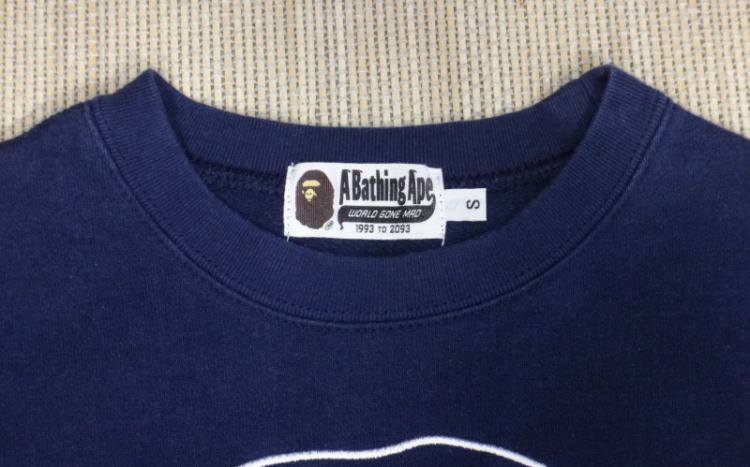 A Bathing Ape
WORLD GONE MAD
1993 TO 2093
S